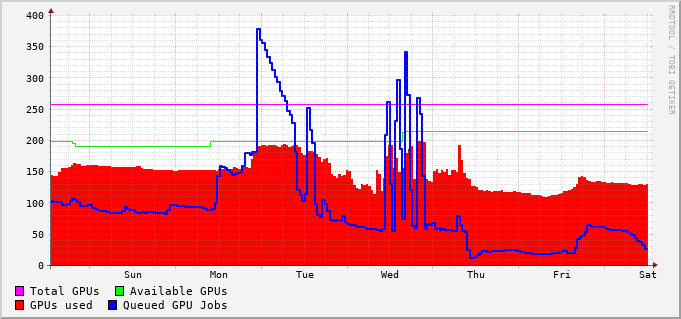 400
350
300
250
200
150
100
50
0
Sun Mon Tue Wed Thu Fri Sat
Total GPUs Available GPUs
GPUs used Queued GPU Jobs
RRDTOOL / TOBI OETIKER